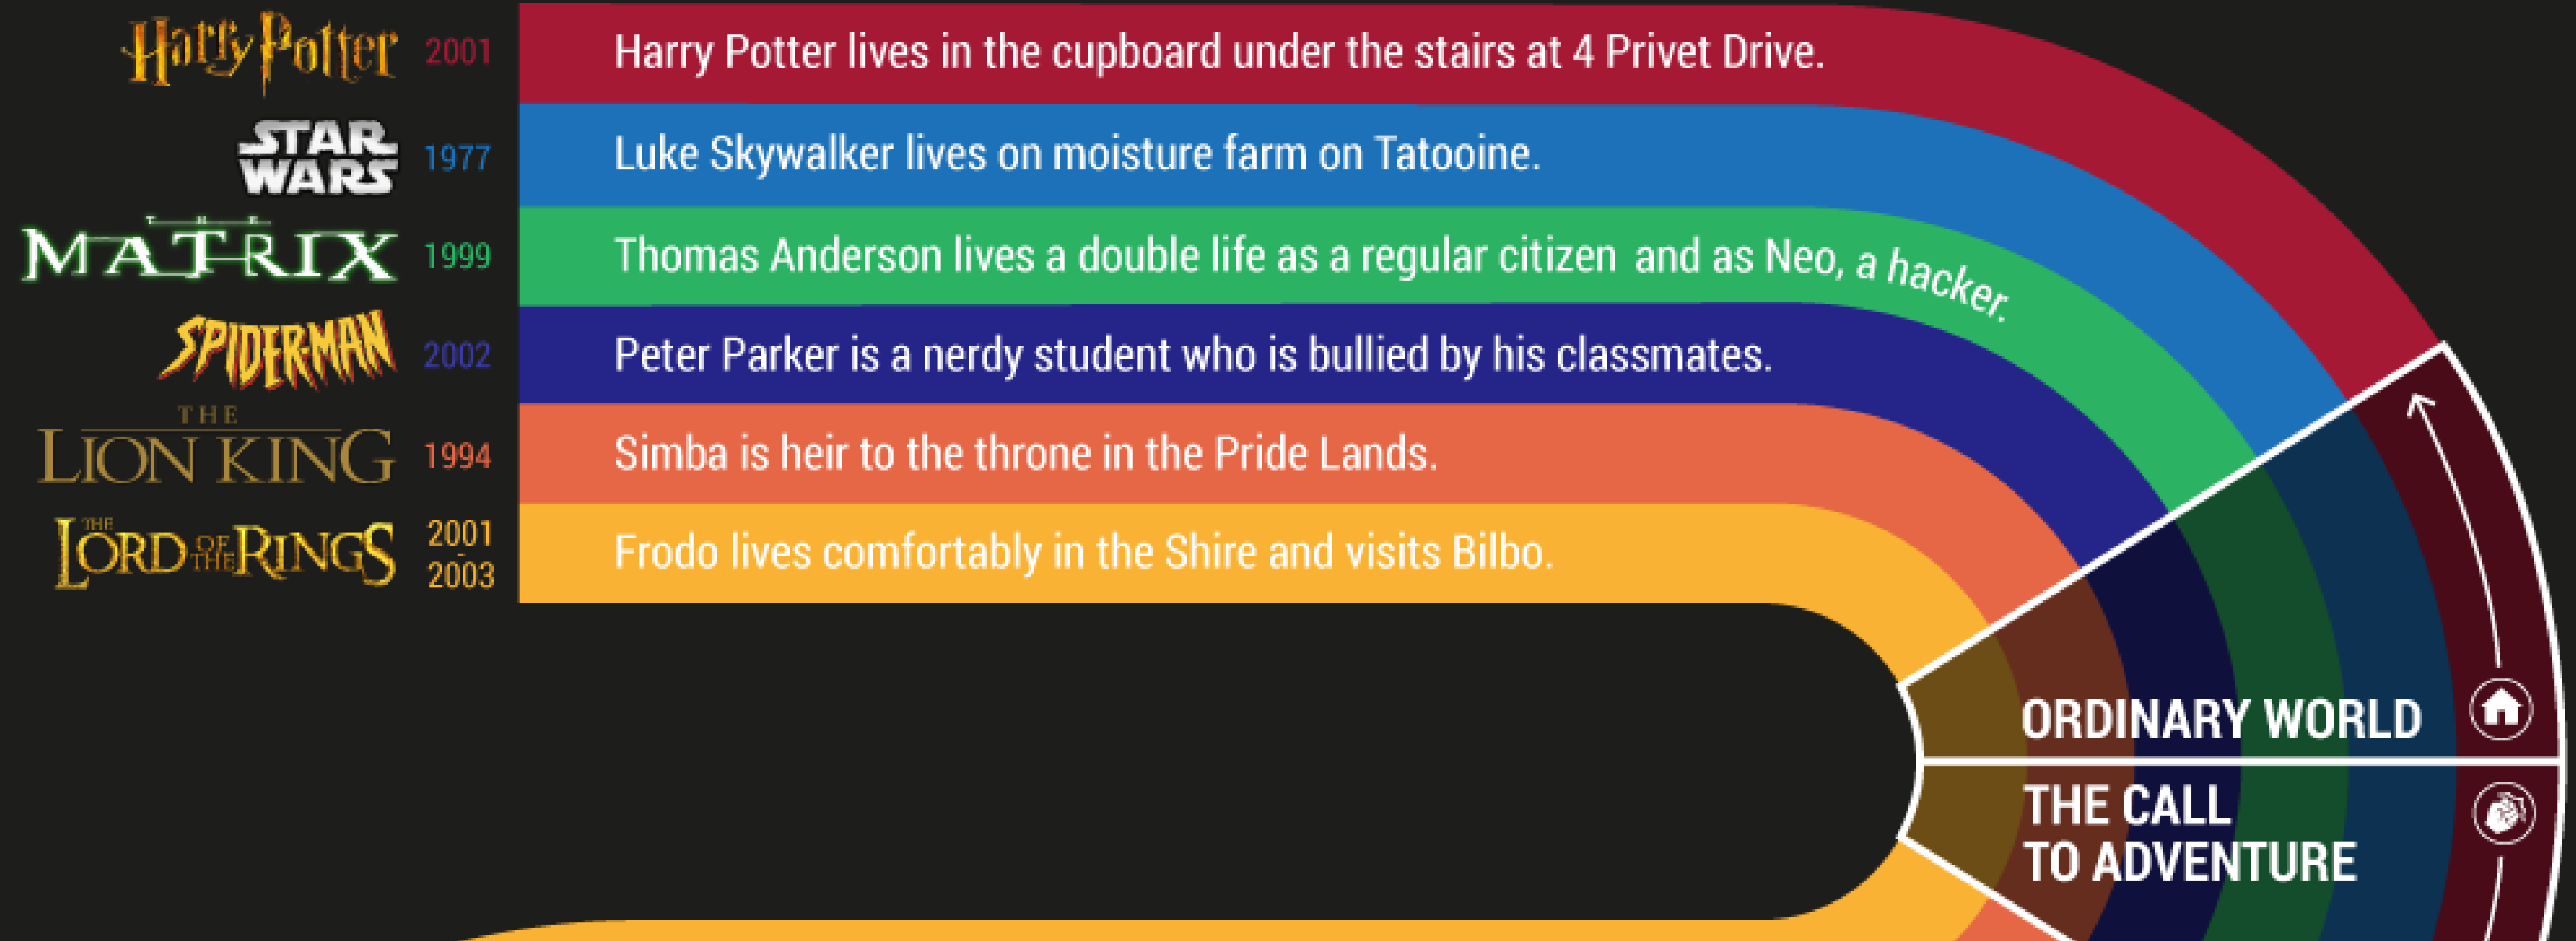 Harry Potter 2001 Harry Potter lives in the cupboard under the stairs at 4 Privet Drive.
STAR WARS 1977 Luke Skywalker lives on moisture farm on Tatooine.
THE MATRIX 1999 Thomas Anderson lives a double life as a regular citizen and as Neo, a hacker.
SPIDER-MAN 2002 Peter Parker is a nerdy student who is bullied by his classmates.
THE LION KING 1994 Simba is heir to the throne in the Pride Lands.
THE LORD OF THE RINGS 2001 - 2003 Frodo lives comfortably in the Shire and visits Bilbo.
ORDINARY WORLD
THE CALL
TO ADVENTURE